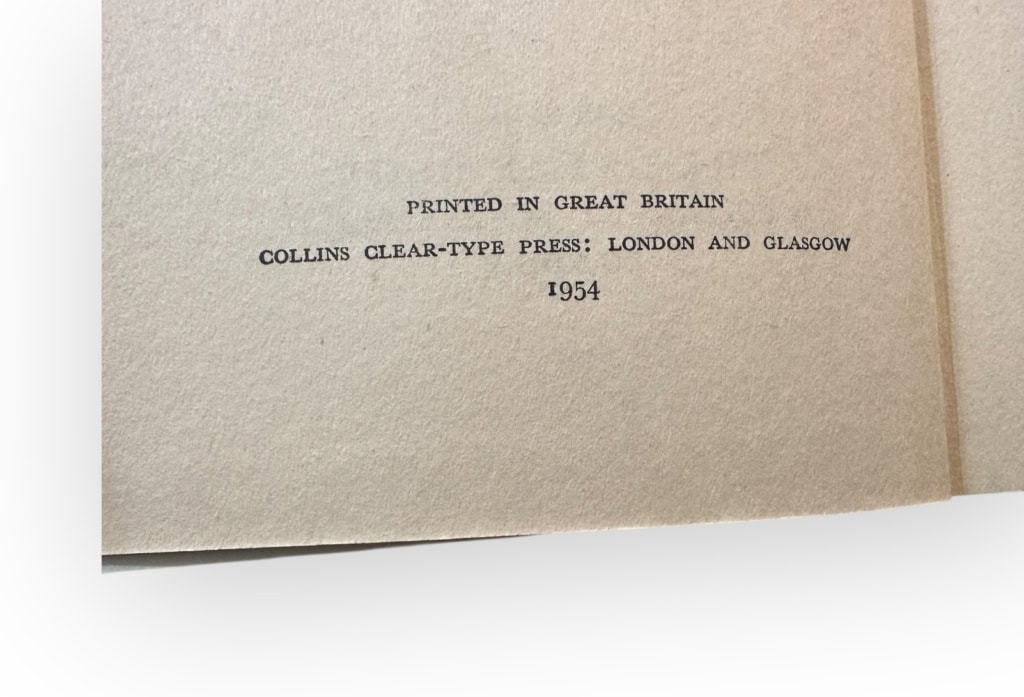 PRINTED IN GREAT BRITAIN
COLLINS CLEAR-TYPE PRESS: LONDON AND GLASGOW
1954